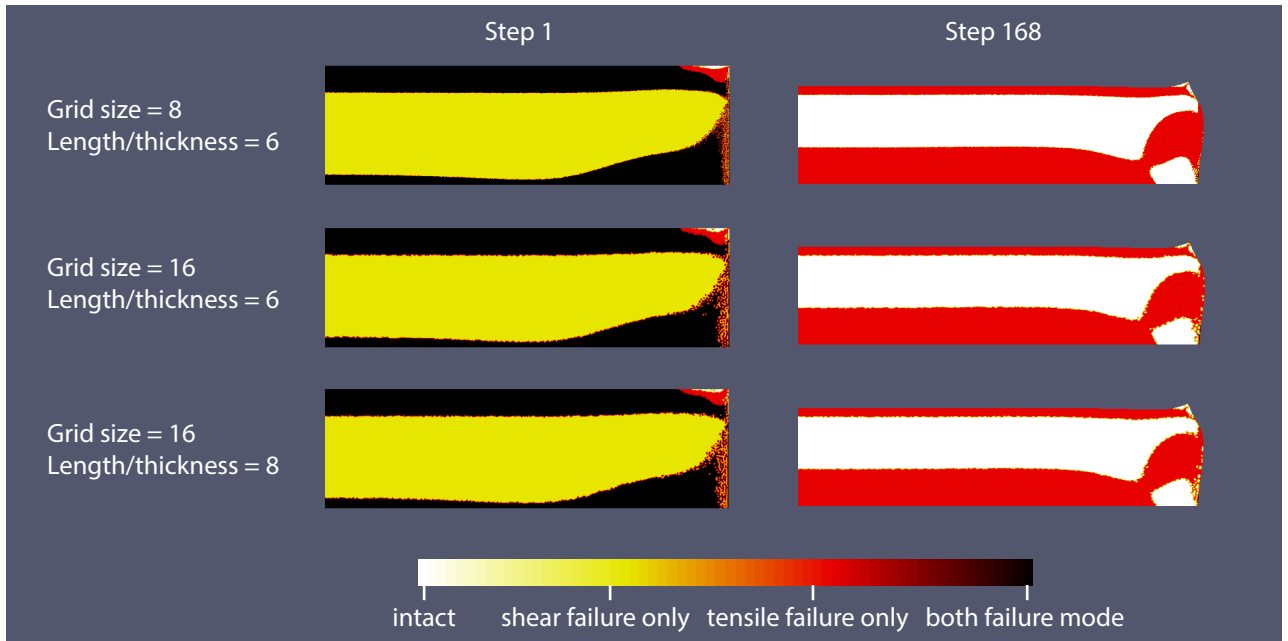 Step 1
Step 168
Grid size = 8
Length/thickness = 6
Grid size = 16
Length/thickness = 6
Grid size = 16
Length/thickness = 8
intact
shear failure only
tensile failure only
both failure mode